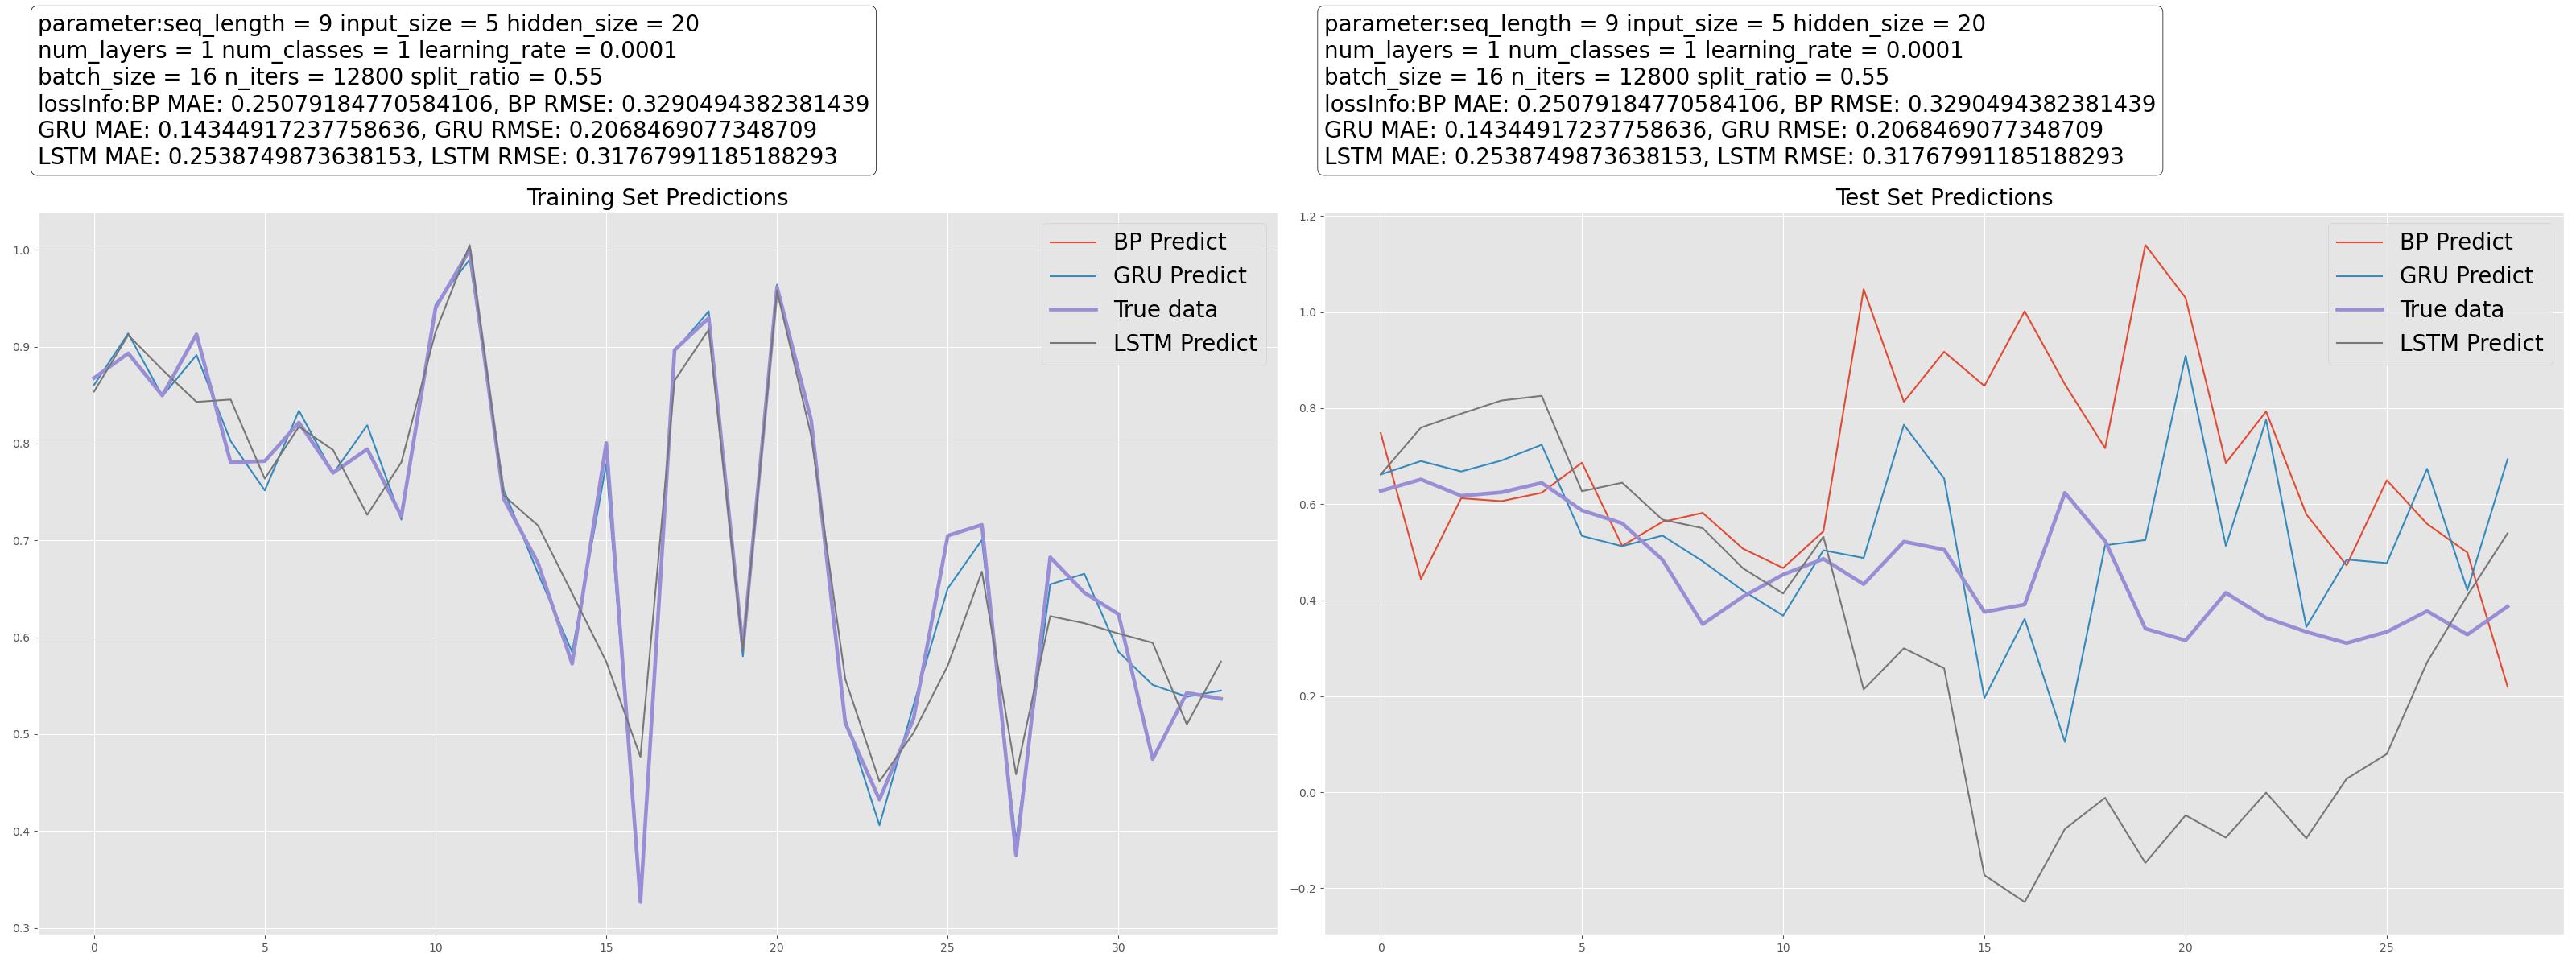 parameter:seq_length = 9 input_size = 5 hidden_size = 20
num_layers = 1 num_classes = 1 learning_rate = 0.0001
batch_size = 16 n_iters = 12800 split_ratio = 0.55
lossInfo:BP MAE: 0.25079184770584106, BP RMSE: 0.3290494382381439
GRU MAE: 0.14344917237758636, GRU RMSE: 0.2068469077348709
LSTM MAE: 0.2538749873638153, LSTM RMSE: 0.31767991185188293
Training Set Predictions
BP Predict
GRU Predict
True data
LSTM Predict
1.0
0.9
0.8
0.7
0.6
0.5
0.4
0.3
0 5 10 15 20 25 30
parameter:seq_length = 9 input_size = 5 hidden_size = 20
num_layers = 1 num_classes = 1 learning_rate = 0.0001
batch_size = 16 n_iters = 12800 split_ratio = 0.55
lossInfo:BP MAE: 0.25079184770584106, BP RMSE: 0.3290494382381439
GRU MAE: 0.14344917237758636, GRU RMSE: 0.2068469077348709
LSTM MAE: 0.2538749873638153, LSTM RMSE: 0.31767991185188293
Test Set Predictions
BP Predict
GRU Predict
True data
LSTM Predict
1.2
1.0
0.8
0.6
0.4
0.2
0.0
−0.2
0 5 10 15 20 25